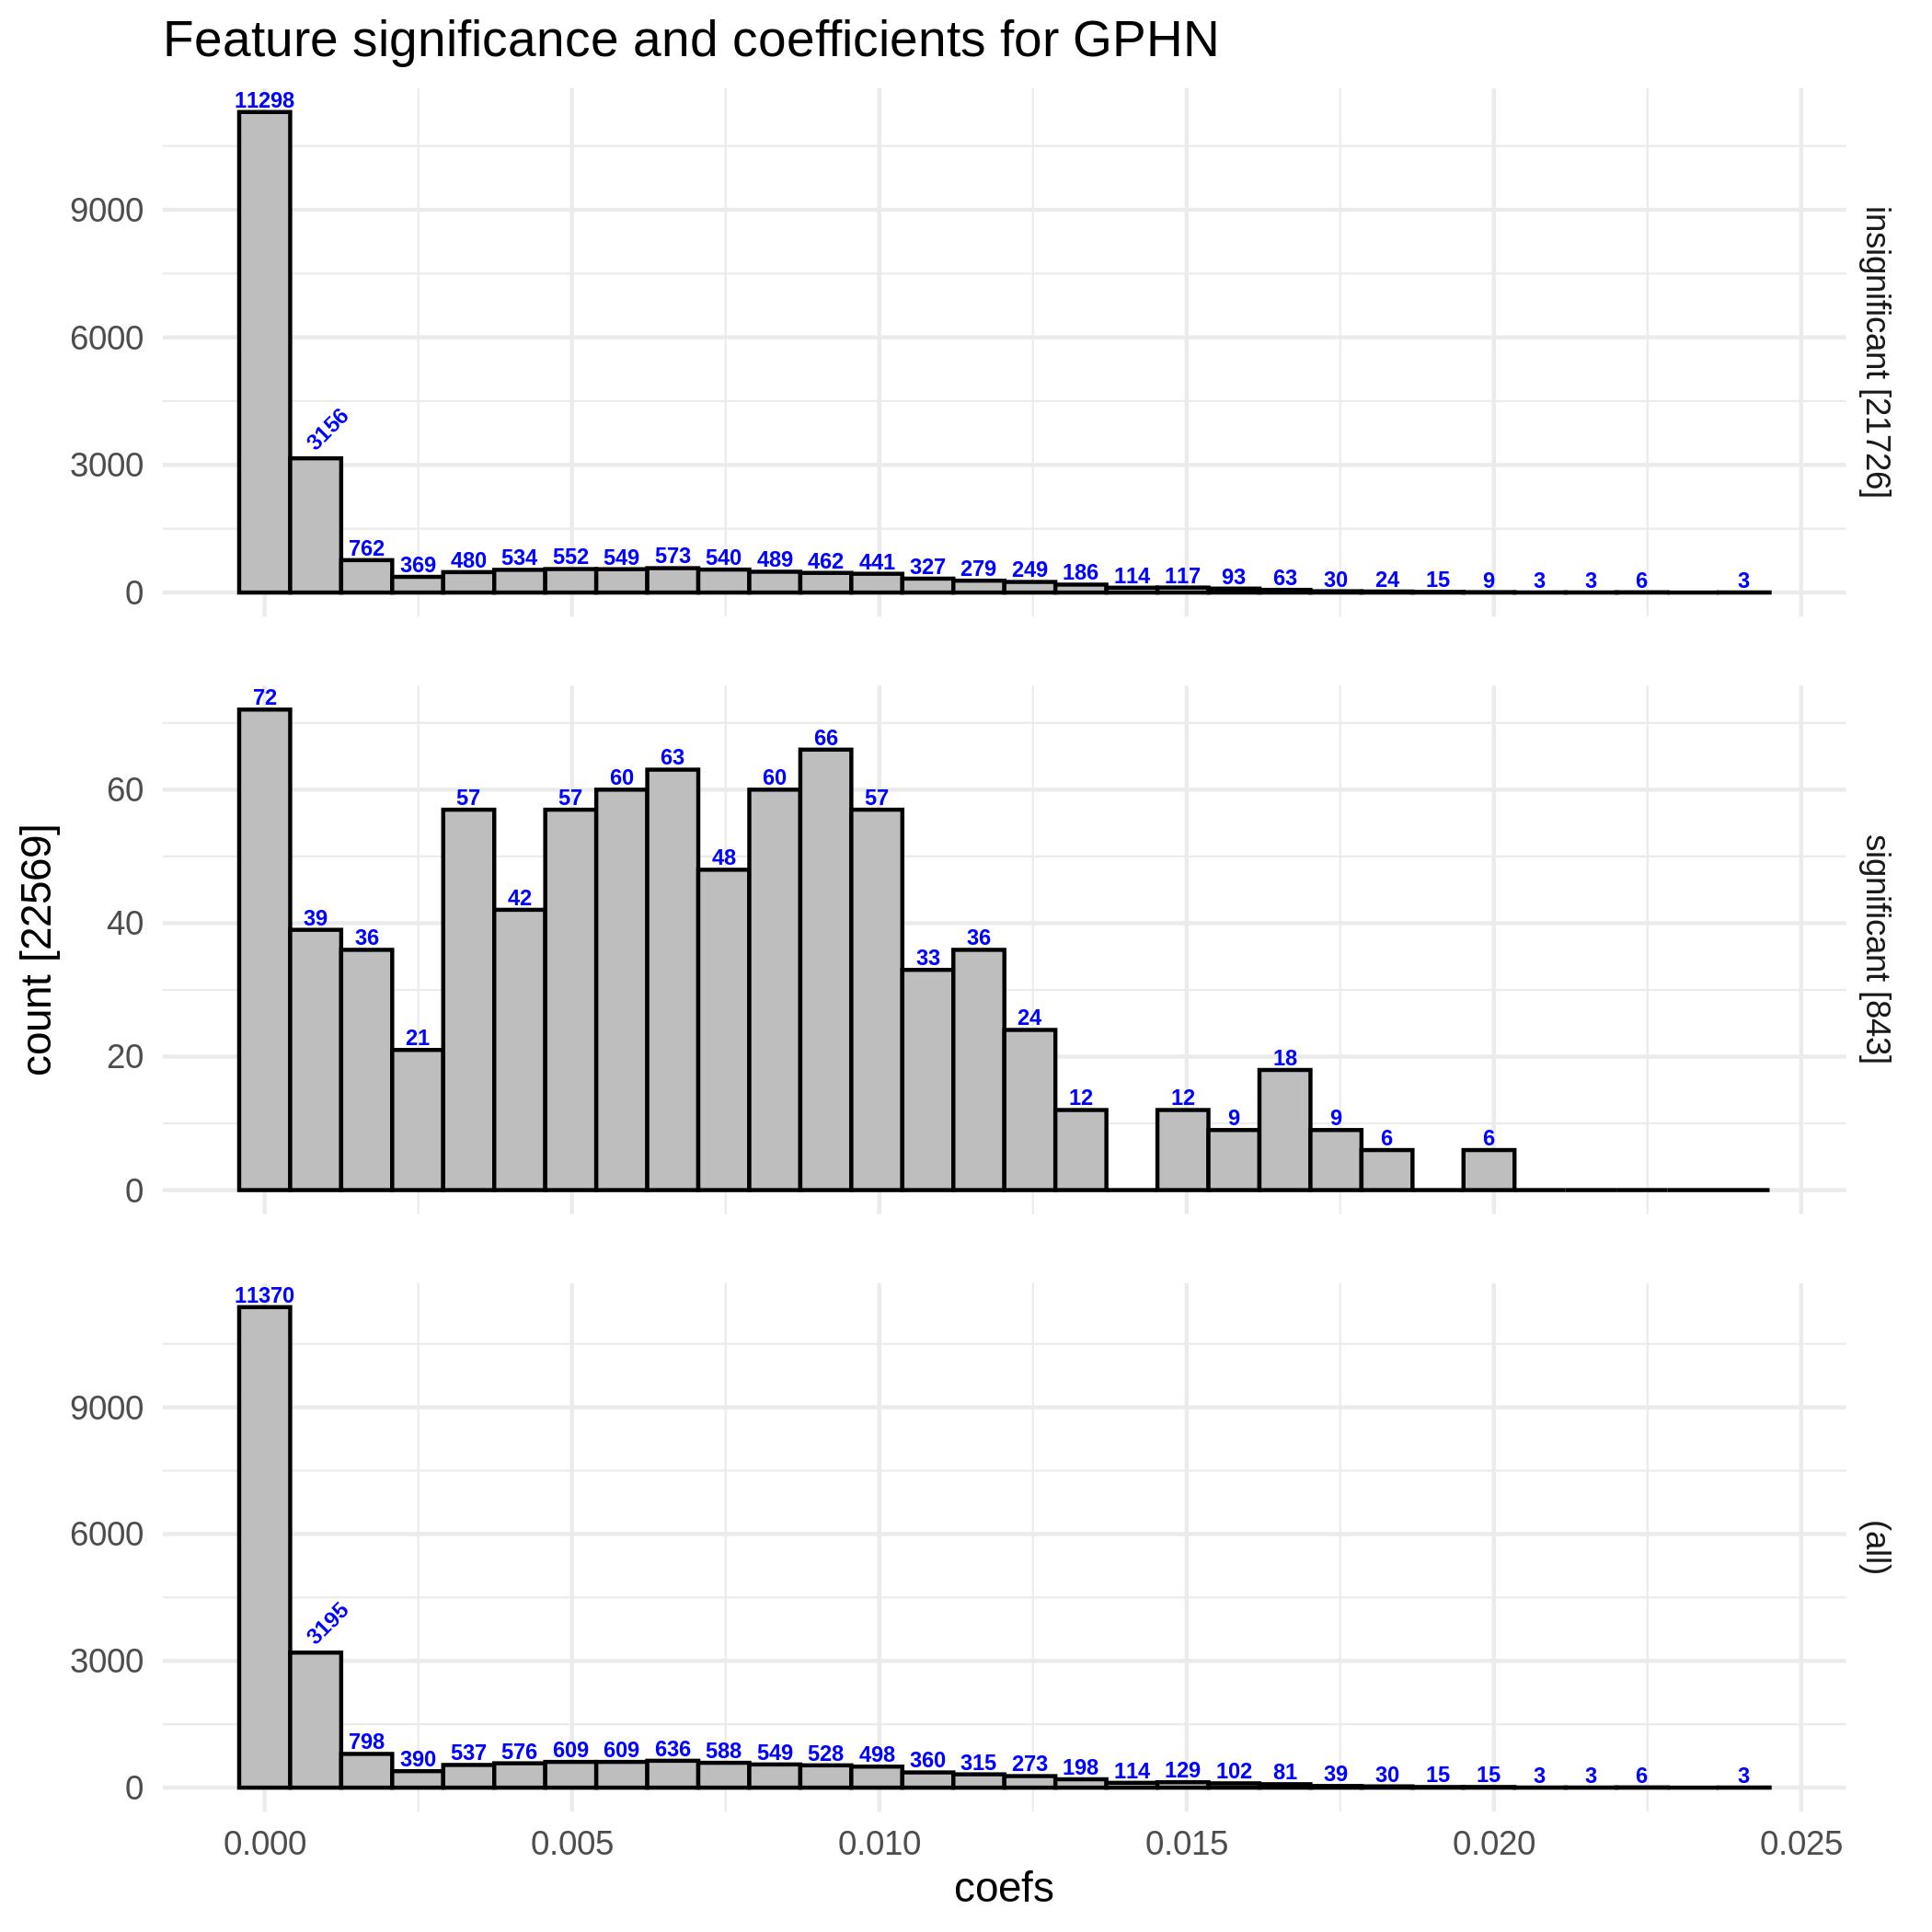 Feature significance and coefficients for GPHN
11298
3156
762 369 480 534 552 549 573 540 489 462 441 327 279 249 186 114 117 93 63 30 24 15 9 3 3 6 3
9000
6000
3000
0
insignificant [21726]
72 39 36 21 57 42 57 60 63 48 60 66 57 33 36 24 12 12 9 18 9 6 6
60
40
20
0
significant [843]
count [22569]
11370
3195
798 390 537 576 609 609 636 588 549 528 498 360 315 273 198 114 129 102 81 39 30 15 15 3 3 6 3
9000
6000
3000
0
(all)
0.000 0.005 0.010 0.015 0.020 0.025
coefs